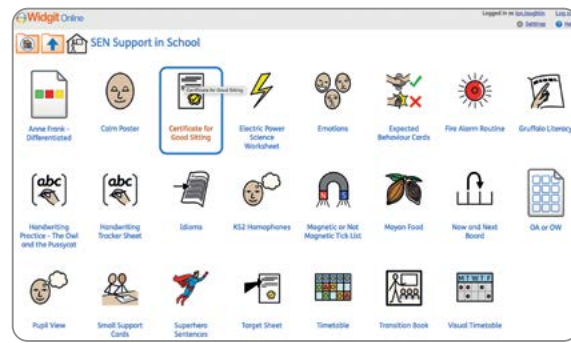 Widgit Online
Logged in as
Settings
SEN Support in School
Anne Frank -
Differentiated
Calm Poster
Certificate for
Good Sitting
Certificate for Good Sitting
Electric Power
Science
Worksheet
Emotions
Expected
Behaviour Cards
Fire Alarm Routine
Gruffalo Literacy
abc
abc
N S
Handwriting
Practice - The Owl
and the Pussycat
Handwriting
Tracker Sheet
Idioms
KS2 Homophones
Magnetic or Not
Magnetic Tick List
Mayan Food
Now and Next
Board
OA or OW
M T W T F
Pupil View
Small Support
Cards
Superhero
Sentences
Target Sheet
Timetable
Transition Book
Visual Timetable